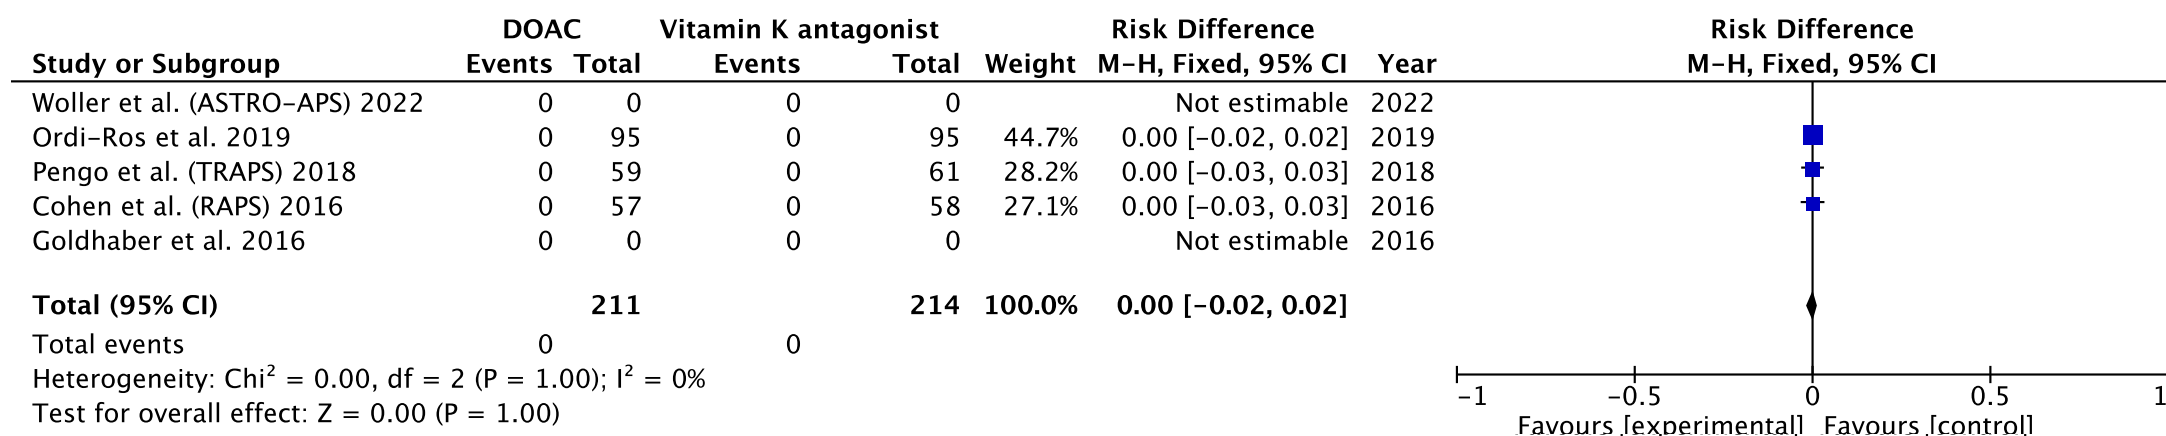 DOAC Vitamin K antagonist Risk Difference Risk Difference
Study or Subgroup Events Total Events Total Weight M-H, Fixed, 95% CI Year M-H, Fixed, 95% CI
Woller et al. (ASTRO-APS) 2022 0 0 0 0 Not estimable 2022
Ordi-Ros et al. 2019 0 95 0 95 44.7% 0.00 [-0.02, 0.02] 2019
Pengo et al. (TRAPS) 2018 0 59 0 61 28.2% 0.00 [-0.03, 0.03] 2018
Cohen et al. (RAPS) 2016 0 57 0 58 27.1% 0.00 [-0.03, 0.03] 2016
Goldhaber et al. 2016 0 0 0 0 Not estimable 2016
Total (95% CI) 211 214 100.0% 0.00 [-0.02, 0.02]
Total events 0 0
Heterogeneity: Chi² = 0.00, df = 2 (P = 1.00); I² = 0%
Test for overall effect: Z = 0.00 (P = 1.00)
-1 -0.5 0 0.5 1
Favours [experimental] Favours [control]